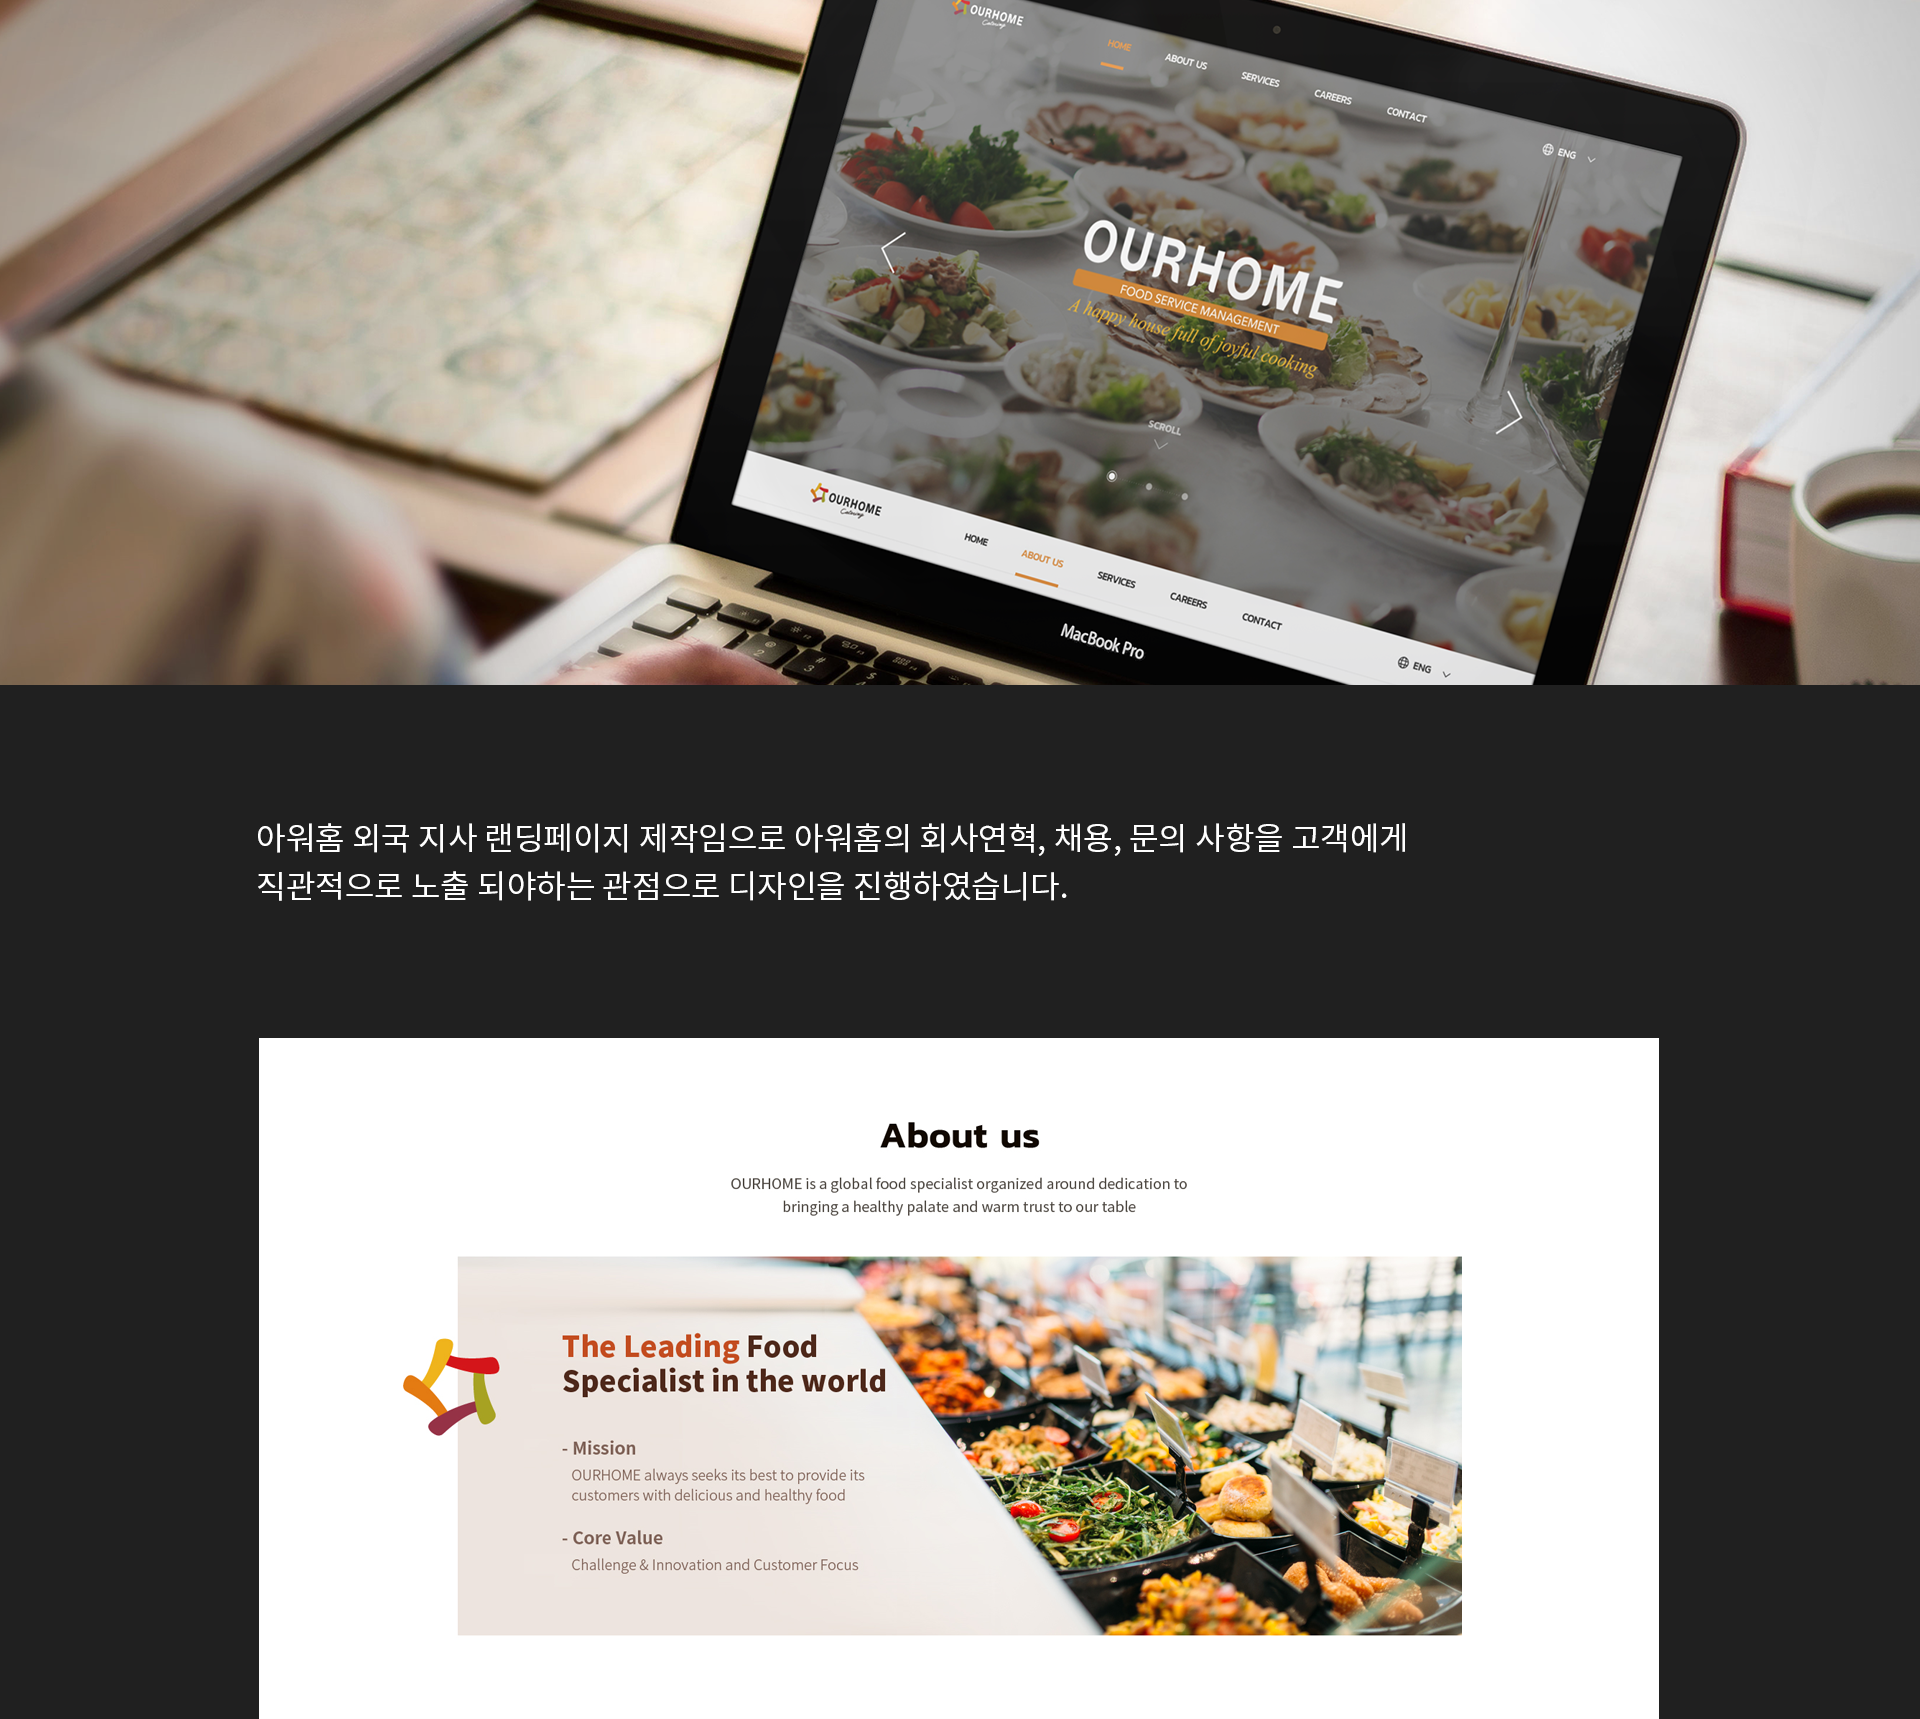 OURHOME
Catering
HOME
ABOUT US
SERVICES
CAREERS
CONTACT
ENG
OURHOME
FOOD SERVICE MANAGEMENT
A happy house full of joyful cooking
SCROLL
OURHOME
Catering
HOME
ABOUT US
SERVICES
CAREERS
CONTACT
ENG
MacBook Pro
아워홈 외국 지사 랜딩페이지 제작임으로 아워홈의 회사연혁, 채용, 문의 사항을 고객에게
직관적으로 노출 되야하는 관점으로 디자인을 진행하였습니다.
About us
OURHOME is a global food specialist organized around dedication to
bringing a healthy palate and warm trust to our table
The Leading Food
Specialist in the world
- Mission
OURHOME always seeks its best to provide its
customers with delicious and healthy food
- Core Value
Challenge & Innovation and Customer Focus